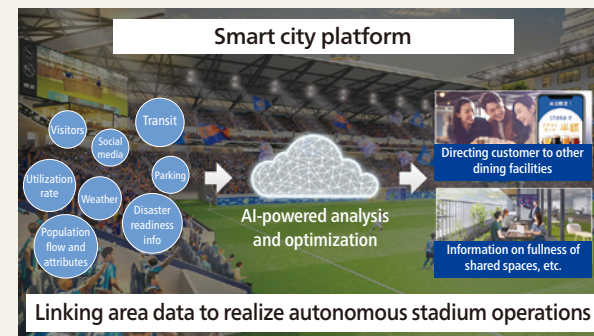 Smart city platform
Visitors
Social
media
Transit
Utilization
rate
Weather
Parking
Population
flow and
attributes
Disaster
readiness
info
AI-powered analysis
and optimization
Directing customer to other
dining facilities
Information on fullness of
shared spaces, etc.
Linking area data to realize autonomous stadium operations